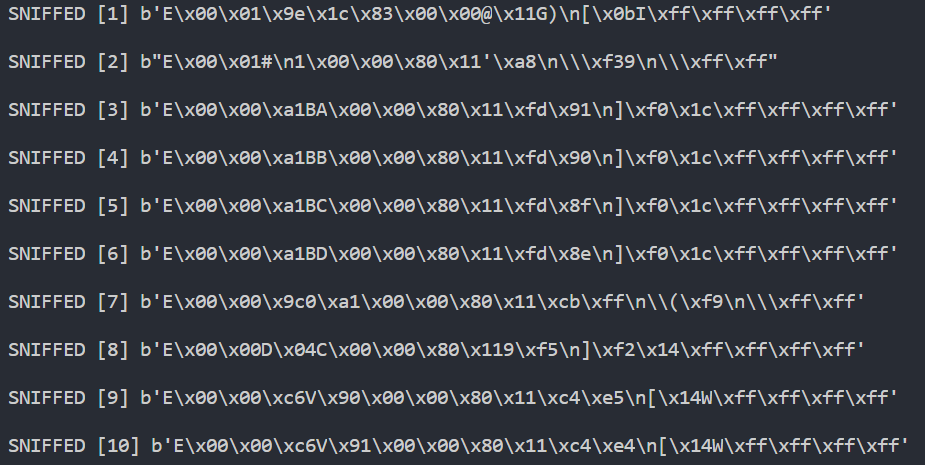 SNIFFED [1] b'E\x00\x01\x9e\x1c\x83\x00\x00@\x11G)\n[\x0bI\xff\xff\xff\xff'
SNIFFED [2] b"E\x00\x01#\n1\x00\x00\x80\x11'\xa8\n\\\xf39\n\\\xff\xff"
SNIFFED [3] b'E\x00\x00\xa1BA\x00\x00\x80\x11\xfd\x91\n]\xf0\x1c\xff\xff\xff\xff'
SNIFFED [4] b'E\x00\x00\xa1BB\x00\x00\x80\x11\xfd\x90\n]\xf0\x1c\xff\xff\xff\xff'
SNIFFED [5] b'E\x00\x00\xa1BC\x00\x00\x80\x11\xfd\x8f\n]\xf0\x1c\xff\xff\xff\xff'
SNIFFED [6] b'E\x00\x00\xa1BD\x00\x00\x80\x11\xfd\x8e\n]\xf0\x1c\xff\xff\xff\xff'
SNIFFED [7] b'E\x00\x00\x9c0\xa1\x00\x00\x80\x11\xcb\xff\n\\(\xf9\n\\\xff\xff'
SNIFFED [8] b'E\x00\x00D\x04C\x00\x00\x80\x119\xf5\n]\xf2\x14\xff\xff\xff\xff'
SNIFFED [9] b'E\x00\x00\xc6V\x90\x00\x00\x80\x11\xc4\xe5\n[\x14W\xff\xff\xff\xff'
SNIFFED [10] b'E\x00\x00\xc6V\x91\x00\x00\x80\x11\xc4\xe4\n[\x14W\xff\xff\xff\xff'